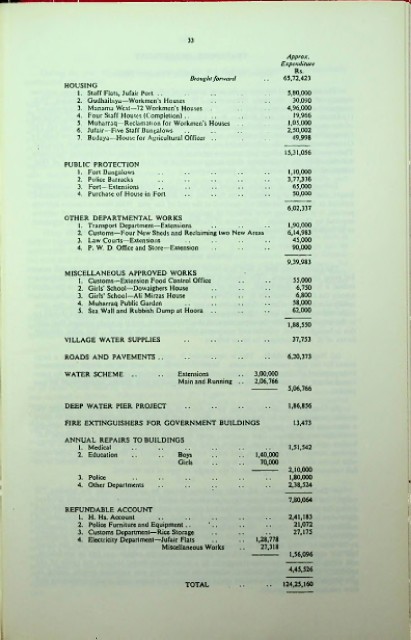 33
Approx.
Expenditure
Rs.
Brought forward .. 65,72,423
HOUSING
1. Staff Flats, Jufair Port .. .. .. .. 5,80,000
2. Gudhaibiya—Workmen's Houses .. .. 30,090
3. Manama West—72 Workmen's Houses .. .. 4,96,000
4. Four Staff Houses (Completion) .. .. .. 19,966
5. Muharraq—Reclamation for Workmen's Houses .. 1,05,000
6. Jufair—Five Staff Bungalows .. .. .. 2,50,002
7. Budaya—House for Agricultural Officer .. .. 49,998
15,31,056
PUBLIC PROTECTION
1. Fort Bungalows .. .. .. .. 1,10,000
2. Police Barracks .. .. .. .. 3,77,336
3. Fort—Extensions .. .. .. .. 65,000
4. Purchase of House in Fort .. .. .. 50,000
6,02,337
OTHER DEPARTMENTAL WORKS
1. Transport Department—Extensions .. .. 1,90,000
2. Customs—Four New Sheds and Reclaiming two New Areas 6,14,983
3. Law Courts—Extensions .. .. .. 45,000
4. P. W. D. Office and Store—Extension .. .. 90,000
9,39,983
MISCELLANEOUS APPROVED WORKS
1. Customs—Extension Food Control Office .. 55,000
2. Girls' School—Dowaighers House .. .. 6,750
3. Girls' School—Ali Mirzas House .. .. 6,800
4. Muharraq Public Garden .. .. .. 58,000
5. Sea Wall and Rubbish Dump at Hoora .. .. 62,000
1,88,550
VILLAGE WATER SUPPLIES .. .. .. .. 37,753
ROADS AND PAVEMENTS .. .. .. .. .. 6,20,373
WATER SCHEME .. .. Extensions .. 3,00,000
Main and Running .. 2,06,766
5,06,766
DEEP WATER PIER PROJECT .. .. .. .. 1,86,856
FIRE EXTINGUISHERS FOR GOVERNMENT BUILDINGS 13,473
ANNUAL REPAIRS TO BUILDINGS
1. Medical .. .. .. .. .. 1,51,542
2. Education .. .. Boys .. 1,40,000
Girls .. 70,000
2,10,000
3. Police .. .. .. .. .. 1,80,000
4. Other Departments .. .. .. .. 2,38,524
7,80,064
REFUNDABLE ACCOUNT
1. H. Hs. Account .. .. .. .. 2,41,183
2. Police Furniture and Equipment .. .. .. 21,072
3. Customs Department—Rice Storage .. .. 27,175
4. Electricity Department—Jufair Flats .. 1,28,778
Miscellaneous Works .. 27,318
1,56,096
4,45,526
TOTAL .. .. 124,25,160